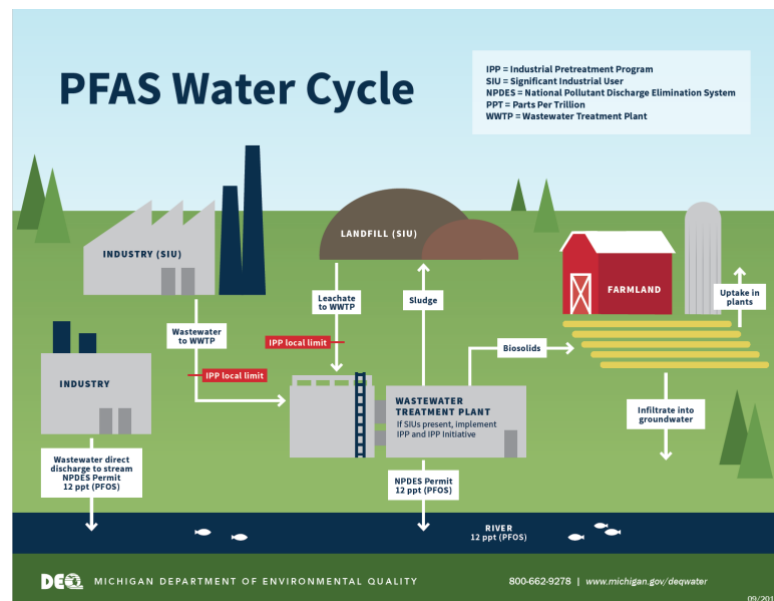 PFAS Water Cycle
IPP = Industrial Pretreatment Program
SIU = Significant Industrial User
NPDES = National Pollutant Discharge Elimination System
PPT = Parts Per Trillion
WWTP = Wastewater Treatment Plant
INDUSTRY (SIU)
LANDFILL (SIU)
FARMLAND
Uptake in
plants
Wastewater
to WWTP
Leachate
to WWTP
Sludge
IPP local limit
Biosolids
IPP local limit
INDUSTRY
WASTEWATER
TREATMENT PLANT
If SIUs present, implement
IPP and IPP Initiative
Infiltrate into
groundwater
Wastewater direct
discharge to stream
NPDES Permit
12 ppt (PFOS)
NPDES Permit
12 ppt (PFOS)
RIVER
12 ppt (PFOS)
DEQ MICHIGAN DEPARTMENT OF ENVIRONMENTAL QUALITY
800-662-9278 | www.michigan.gov/deqwater